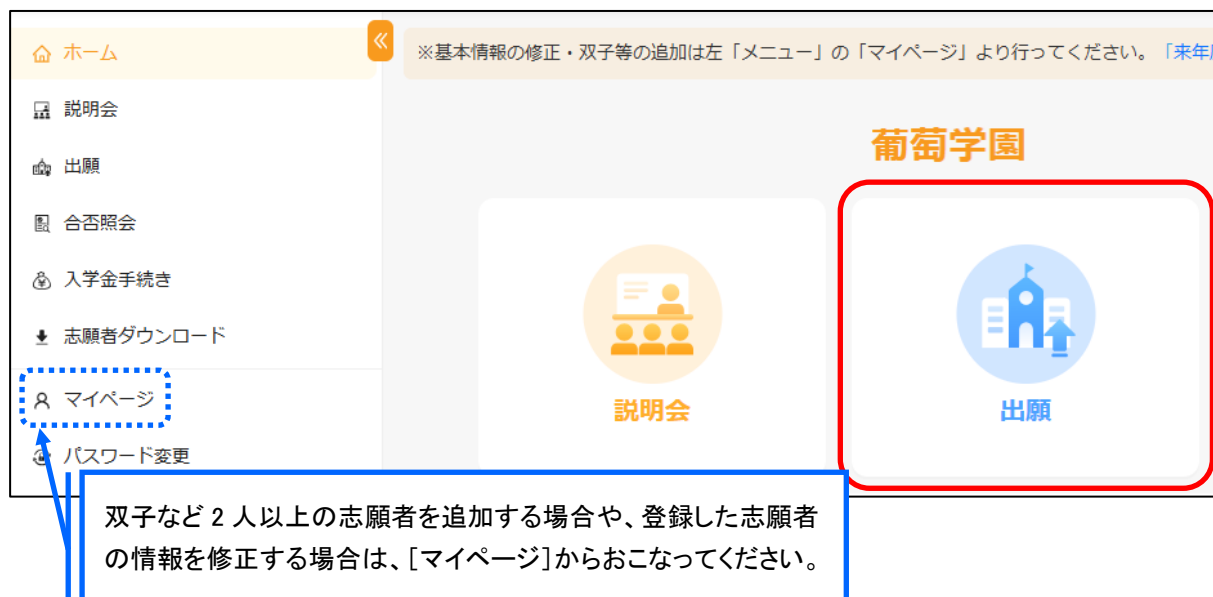 ホーム
※基本情報の修正・双子等の追加は左「メニュー」の「マイページ」より行ってください。「来年
説明会
出願
合否照会
入学金手続き
志願者ダウンロード
マイページ
パスワード変更
葡萄学園
説明会
出願
双子など 2 人以上の志願者を追加する場合や、登録した志願者
の情報を修正する場合は、[マイページ]からおこなってください。